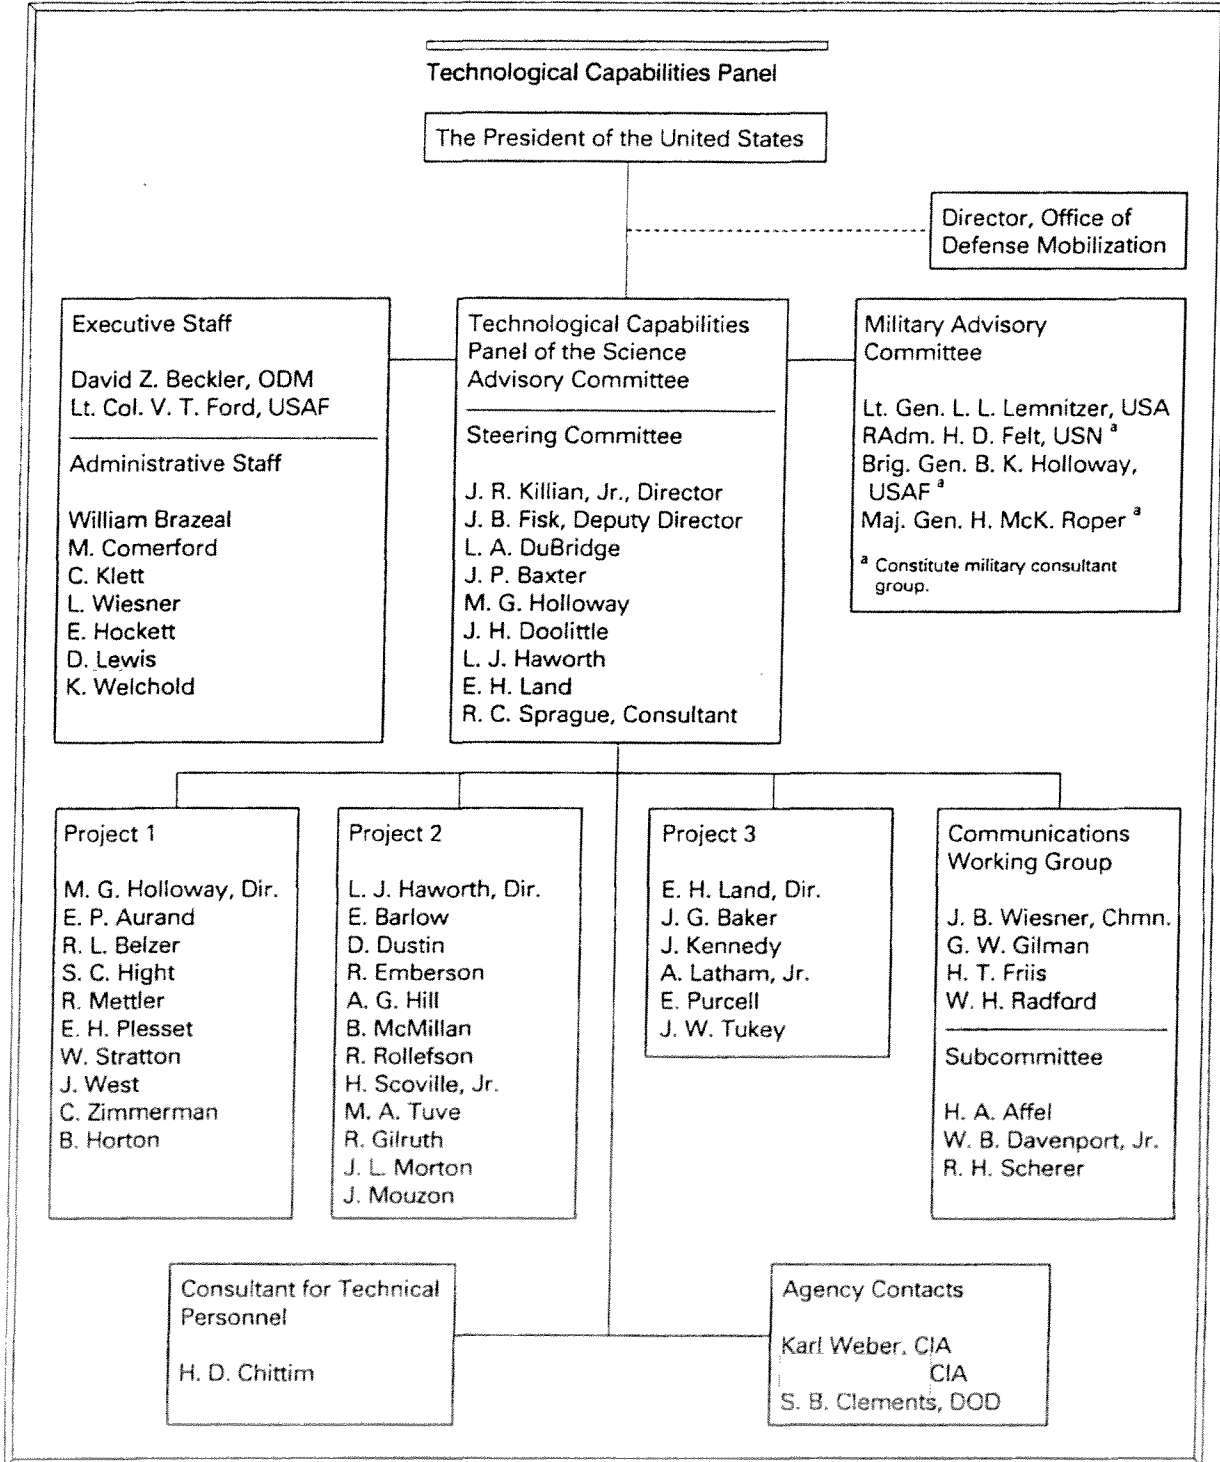 Technological Capabilities Panel
The President of the United States
Director, Office of
Defense Mobilization
Executive Staff
David Z. Beckler, ODM
Lt. Col. V. T. Ford, USAF
Administrative Staff
William Brazeal
M. Comerford
C. Klett
L. Wiesner
E. Hockett
D. Lewis
K. Welchold
Technological Capabilities
Panel of the Science
Advisory Committee
Steering Committee
J. R. Killian, Jr., Director
J. B. Fisk, Deputy Director
L. A. DuBridge
J. P. Baxter
M. G. Holloway
J. H. Doolittle
L. J. Haworth
E. H. Land
R. C. Sprague, Consultant
Military Advisory
Committee
Lt. Gen. L. L. Lemnitzer, USA
RAdm. H. D. Felt, USN a
Brig. Gen. B. K. Holloway,
USAF a
Maj. Gen. H. McK. Roper a
a Constitute military consultant
group.
Project 1
M. G. Holloway, Dir.
E. P. Aurand
R. L. Belzer
S. C. Hight
R. Mettler
E. H. Plesset
W. Stratton
J. West
C. Zimmerman
B. Horton
Project 2
L. J. Haworth, Dir.
E. Barlow
D. Dustin
R. Emberson
A. G. Hill
B. McMillan
R. Rollefson
H. Scoville, Jr.
M. A. Tuve
R. Gilruth
J. L. Morton
J. Mouzon
Project 3
E. H. Land, Dir.
J. G. Baker
J. Kennedy
A. Latham, Jr.
E. Purcell
J. W. Tukey
Communications
Working Group
J. B. Wiesner, Chmn.
G. W. Gilman
H. T. Friis
W. H. Radford
Subcommittee
H. A. Affel
W. B. Davenport, Jr.
R. H. Scherer
Consultant for Technical
Personnel
H. D. Chittim
Agency Contacts
Karl Weber, CIA
CIA
S. B. Clements, DOD